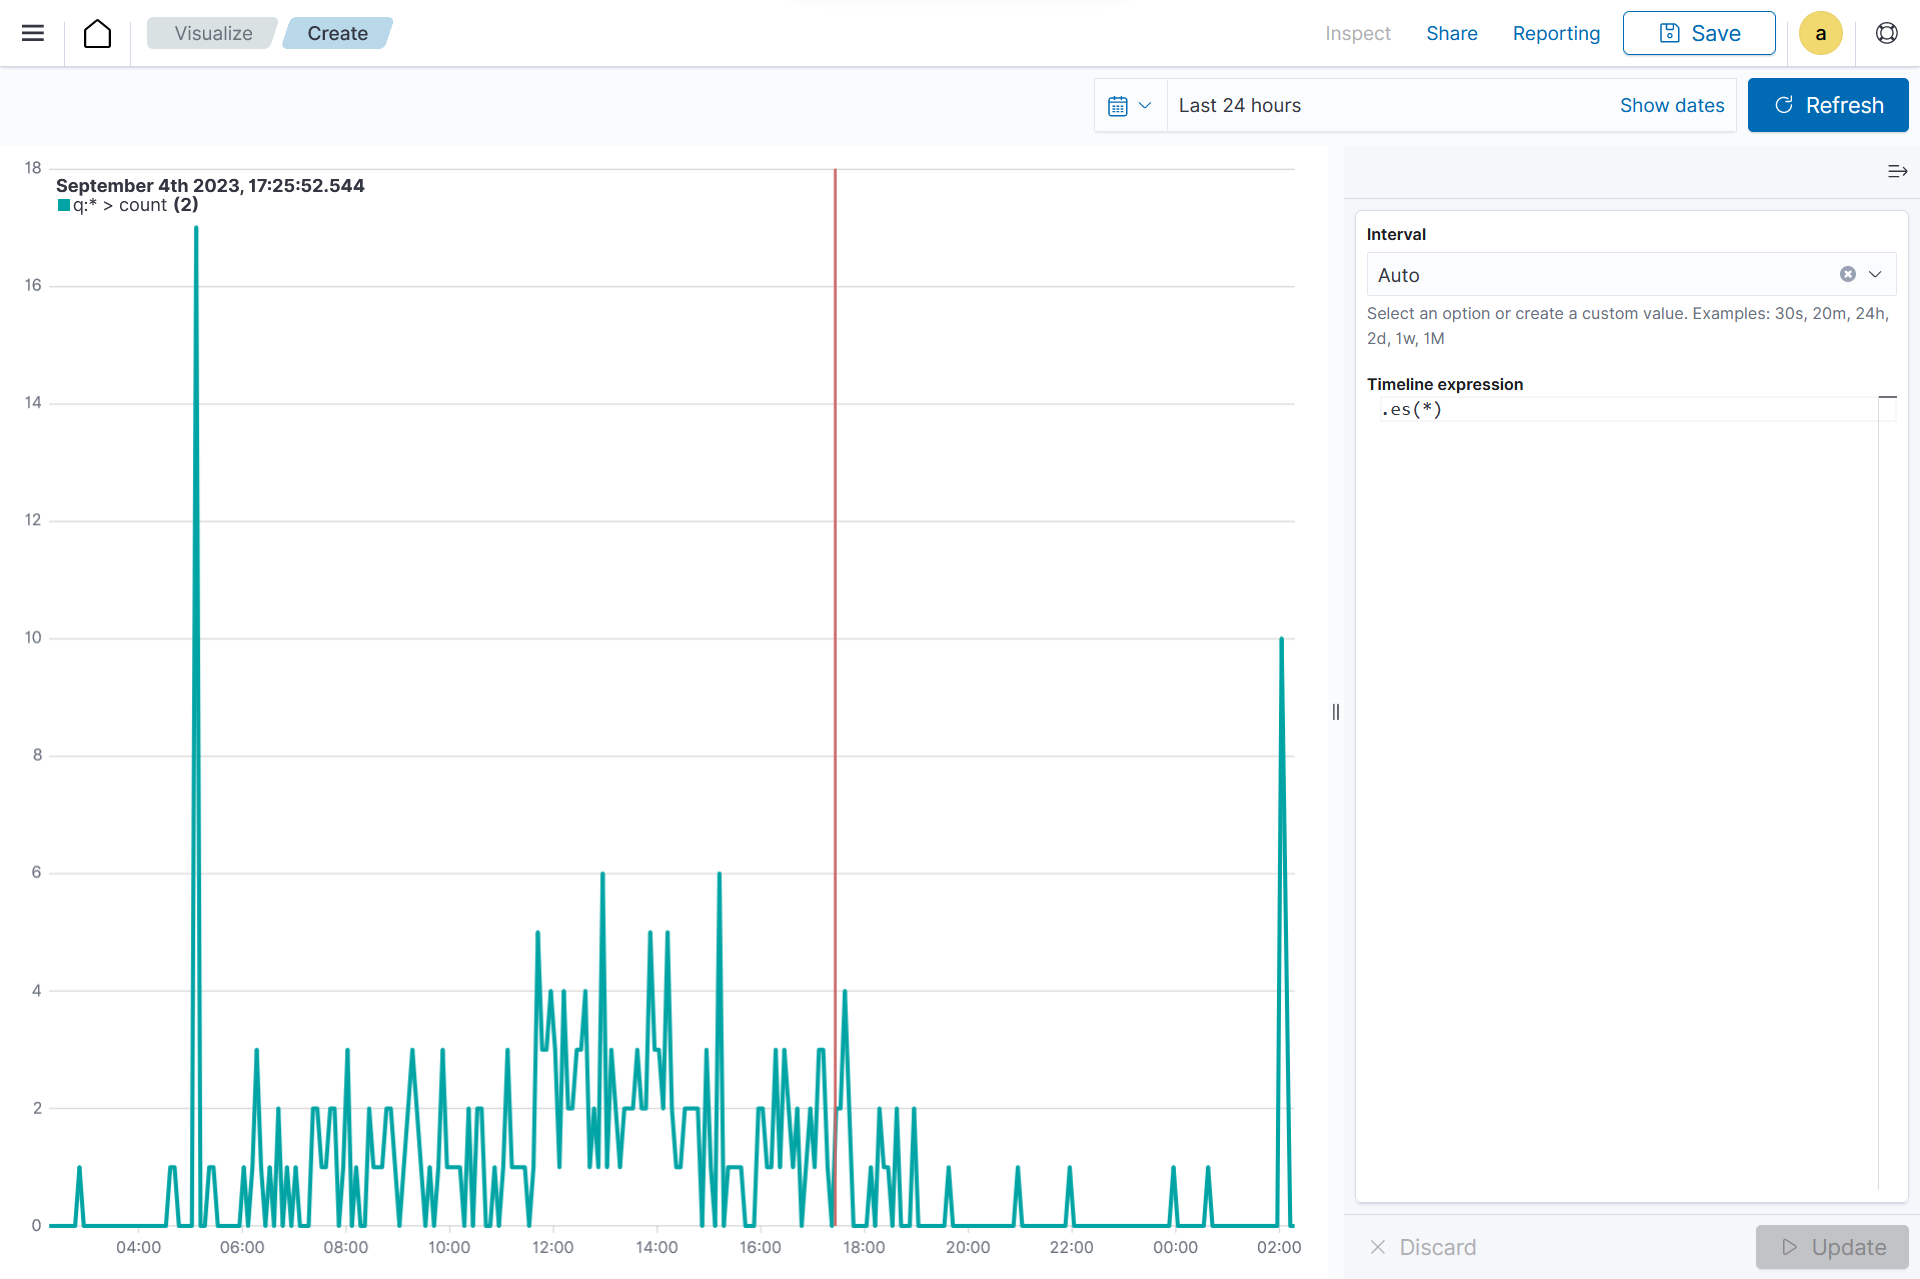 Visualize
Create
Inspect
Share
Reporting
Save
a
Last 24 hours
Show dates
Refresh
18
September 4th 2023, 17:25:52.544
q:* > count (2)
16
14
12
10
8
6
4
2
0
04:00
06:00
08:00
10:00
12:00
14:00
16:00
18:00
20:00
22:00
00:00
02:00
Interval
Auto
Select an option or create a custom value. Examples: 30s, 20m, 24h,
2d, 1w, 1M
Timeline expression
.es(*)
Discard
Update